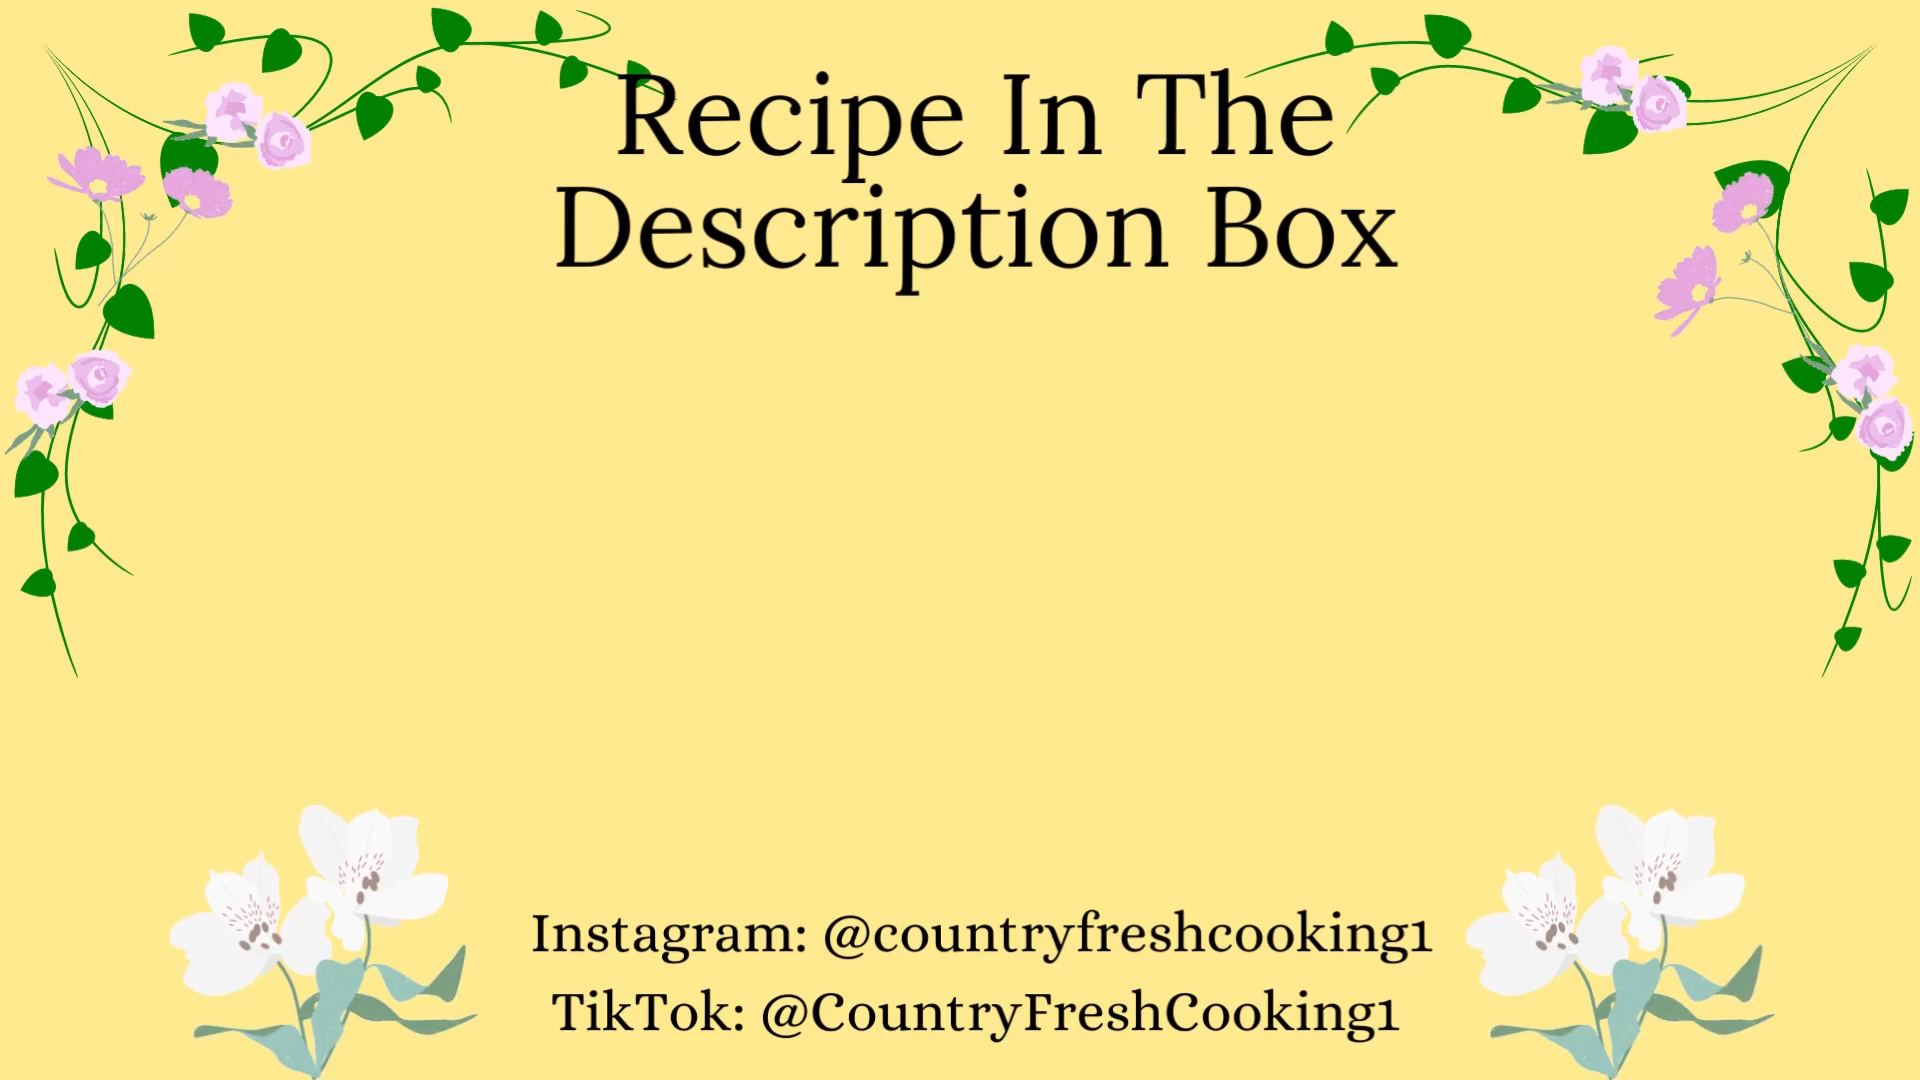 Recipe In The
Description Box
Instagram: @countryfreshcooking1
TikTok: @CountryFreshCooking1